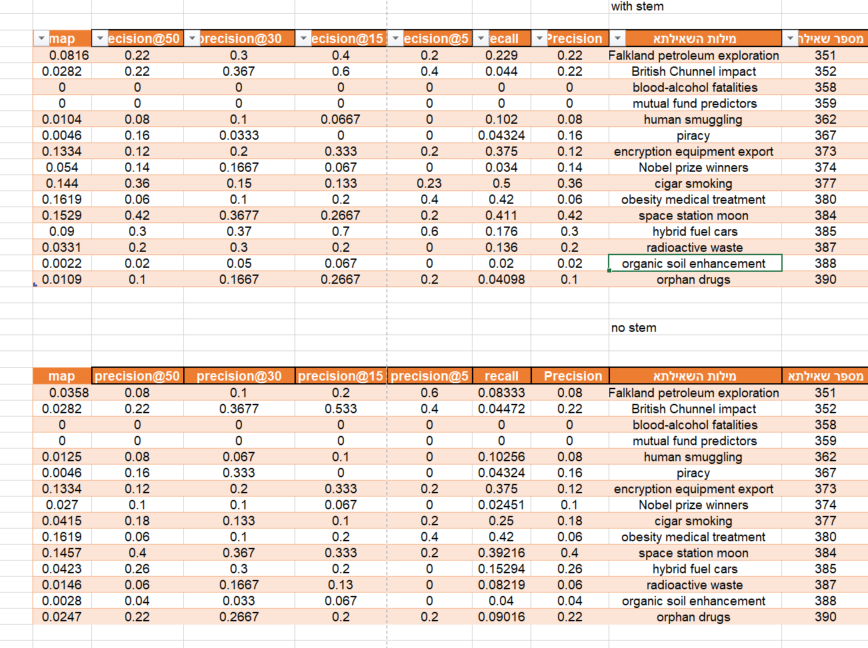 with stem
map ecision@50 precision@30 ecision@15 ecision@5 ecall Precision מילות השאילתא מספר שאילתא
0.0816 0.22 0.3 0.4 0.2 0.229 0.22 Falkland petroleum exploration 351
0.0282 0.22 0.367 0.6 0.4 0.044 0.22 British Chunnel impact 352
0 0 0 0 0 0 0 blood-alcohol fatalities 358
0 0 0 0 0 0 0 mutual fund predictors 359
0.0104 0.08 0.1 0.0667 0 0.102 0.08 human smuggling 362
0.0046 0.16 0.0333 0 0 0.04324 0.16 piracy 367
0.1334 0.12 0.2 0.333 0.2 0.375 0.12 encryption equipment export 373
0.054 0.14 0.1667 0.067 0 0.034 0.14 Nobel prize winners 374
0.144 0.36 0.15 0.133 0.23 0.5 0.36 cigar smoking 377
0.1619 0.06 0.1 0.2 0.4 0.42 0.06 obesity medical treatment 380
0.1529 0.42 0.3677 0.2667 0.2 0.411 0.42 space station moon 384
0.09 0.3 0.37 0.7 0.6 0.176 0.3 hybrid fuel cars 385
0.0331 0.2 0.3 0.2 0 0.136 0.2 radioactive waste 387
0.0022 0.02 0.05 0.067 0 0.02 0.02 organic soil enhancement 388
0.0109 0.1 0.1667 0.2667 0.2 0.04098 0.1 orphan drugs 390
no stem
map precision@50 precision@30 precision@15 precision@5 recall Precision מילות השאילתא מספר שאילתא
0.0358 0.08 0.1 0.2 0.6 0.08333 0.08 Falkland petroleum exploration 351
0.0282 0.22 0.3677 0.533 0.4 0.04472 0.22 British Chunnel impact 352
0 0 0 0 0 0 0 blood-alcohol fatalities 358
0 0 0 0 0 0 0 mutual fund predictors 359
0.0125 0.08 0.067 0.1 0 0.10256 0.08 human smuggling 362
0.0046 0.16 0.333 0 0 0.04324 0.16 piracy 367
0.1334 0.12 0.2 0.333 0.2 0.375 0.12 encryption equipment export 373
0.027 0.1 0.1 0.067 0 0.02451 0.1 Nobel prize winners 374
0.0415 0.18 0.133 0.1 0.2 0.25 0.18 cigar smoking 377
0.1619 0.06 0.1 0.2 0.4 0.42 0.06 obesity medical treatment 380
0.1457 0.4 0.367 0.333 0.2 0.39216 0.4 space station moon 384
0.0423 0.26 0.3 0.2 0 0.15294 0.26 hybrid fuel cars 385
0.0146 0.06 0.1667 0.13 0 0.08219 0.06 radioactive waste 387
0.0028 0.04 0.033 0.067 0 0.04 0.04 organic soil enhancement 388
0.0247 0.22 0.2667 0.2 0.2 0.09016 0.22 orphan drugs 390